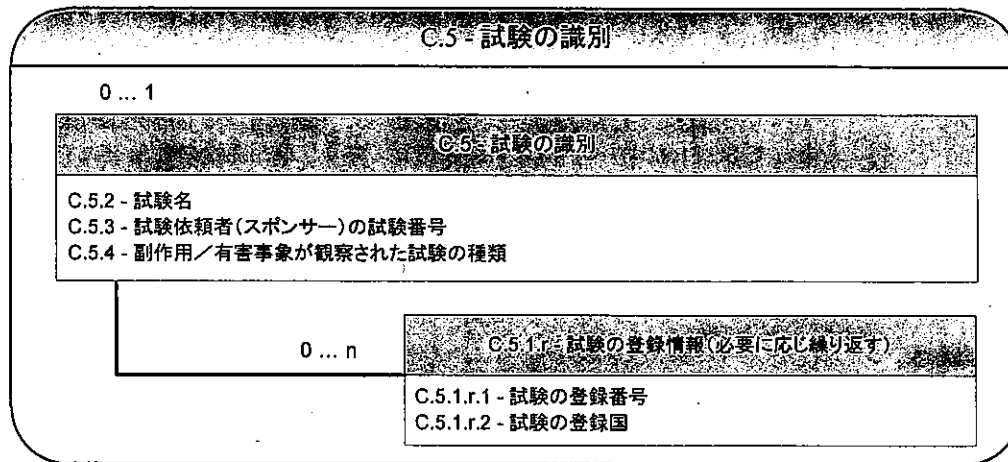 C.5 - 試験の識別
0 ... 1
C.5 - 試験の識別
C.5.2 - 試験名
C.5.3 - 試験依頼者(スポンサー)の試験番号
C.5.4 - 副作用／有害事象が観察された試験の種類
0 ... n
C.5.1.r - 試験の登録情報(必要に応じ繰り返す)
C.5.1.r.1 - 試験の登録番号
C.5.1.r.2 - 試験の登録国